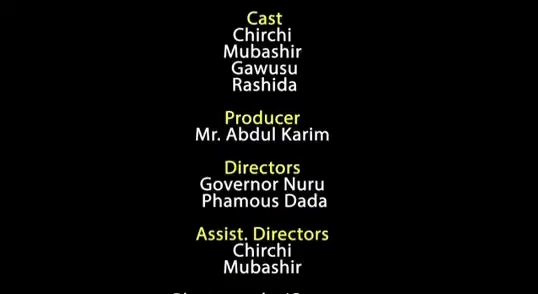 Cast
Chirchi
Mubashir
Gawusu
Rashida
Producer
Mr. Abdul Karim
Directors
Governor Nuru
Phamous Dada
Assist. Directors
Chirchi
Mubashir